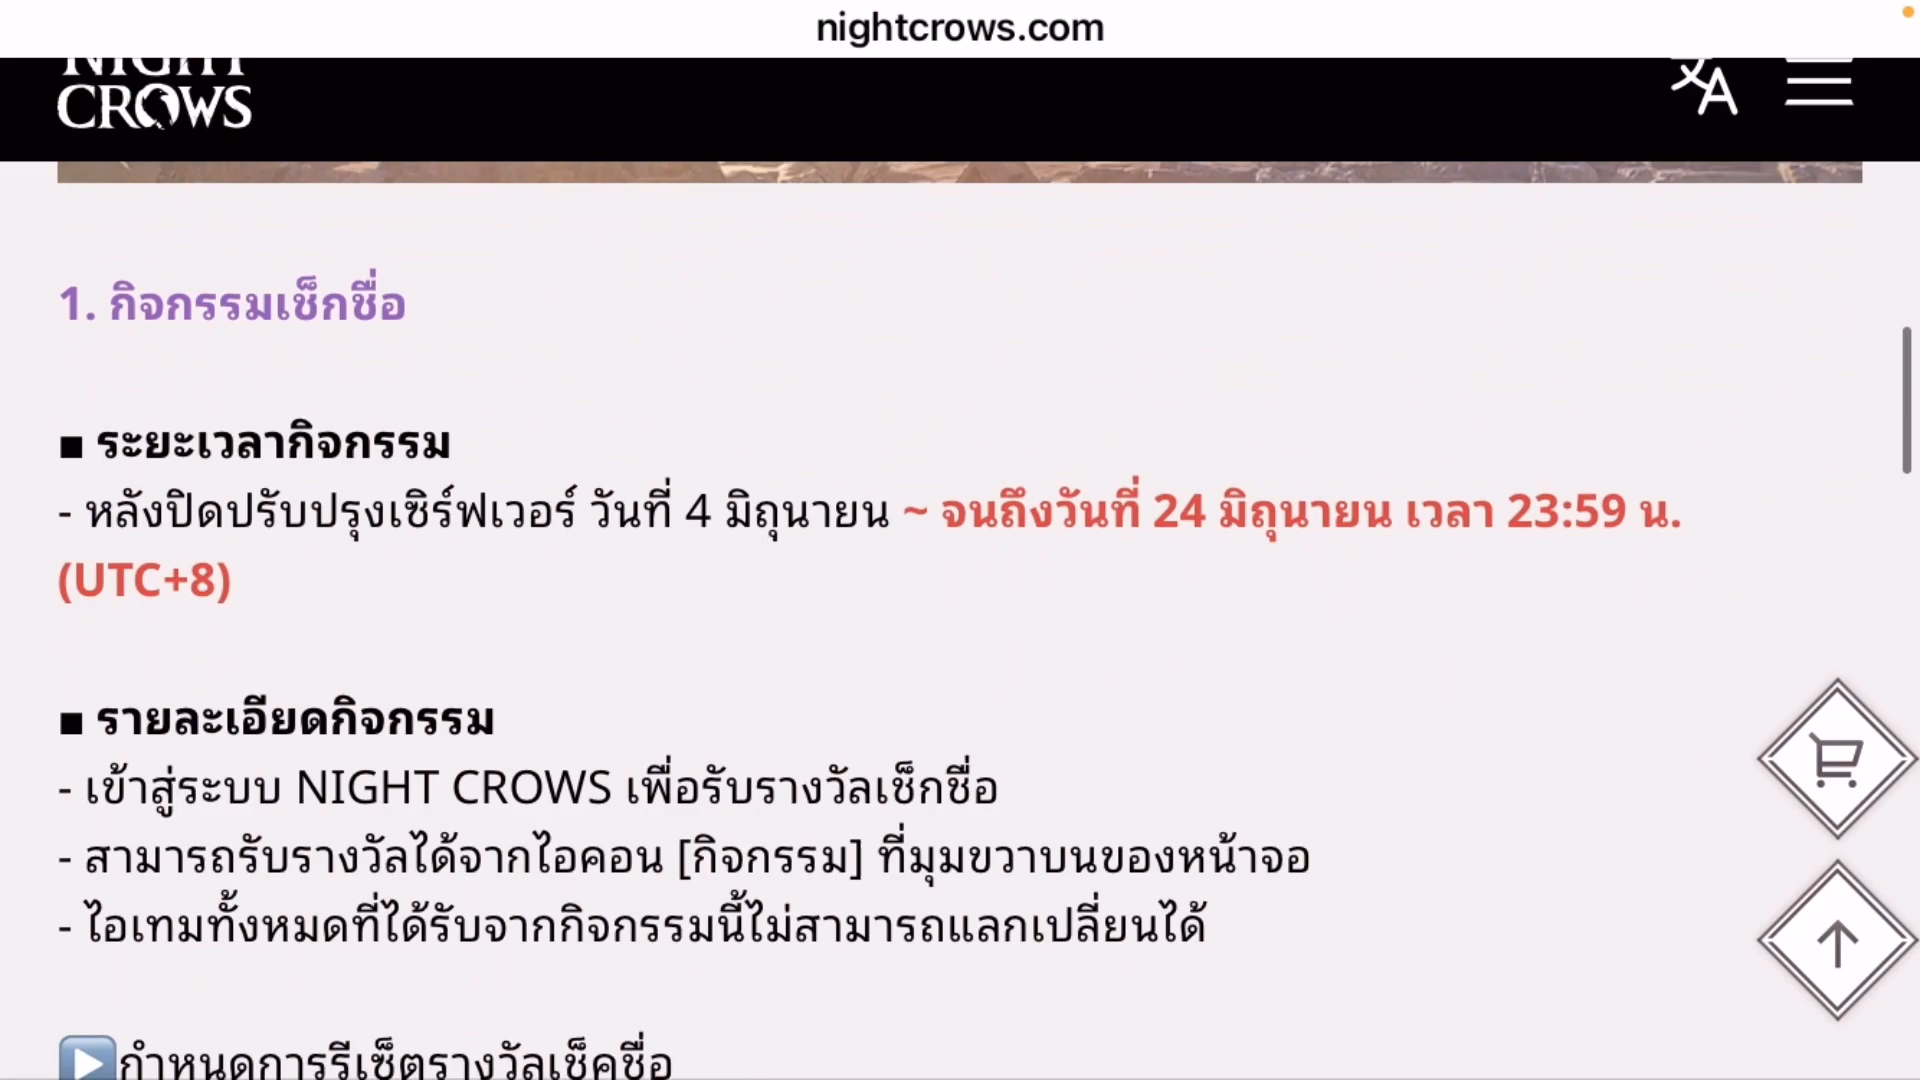 nightcrows.com
NIGHT
CROWS
1. กิจกรรมเช็กชื่อ
■ ระยะเวลากิจกรรม
- หลังปิดปรับปรุงเซิร์ฟเวอร์ วันที่ 4 มิถุนายน ~ จนถึงวันที่ 24 มิถุนายน เวลา 23:59 น.
(UTC+8)
■ รายละเอียดกิจกรรม
- เข้าสู่ระบบ NIGHT CROWS เพื่อรับรางวัลเช็กชื่อ
- สามารถรับรางวัลได้จากไอคอน [กิจกรรม] ที่มุมขวาบนของหน้าจอ
- ไอเทมทั้งหมดที่ได้รับจากกิจกรรมนี้ไม่สามารถแลกเปลี่ยนได้
▶️กำหนดการรีเซ็ตรางวัลเช็คชื่อ